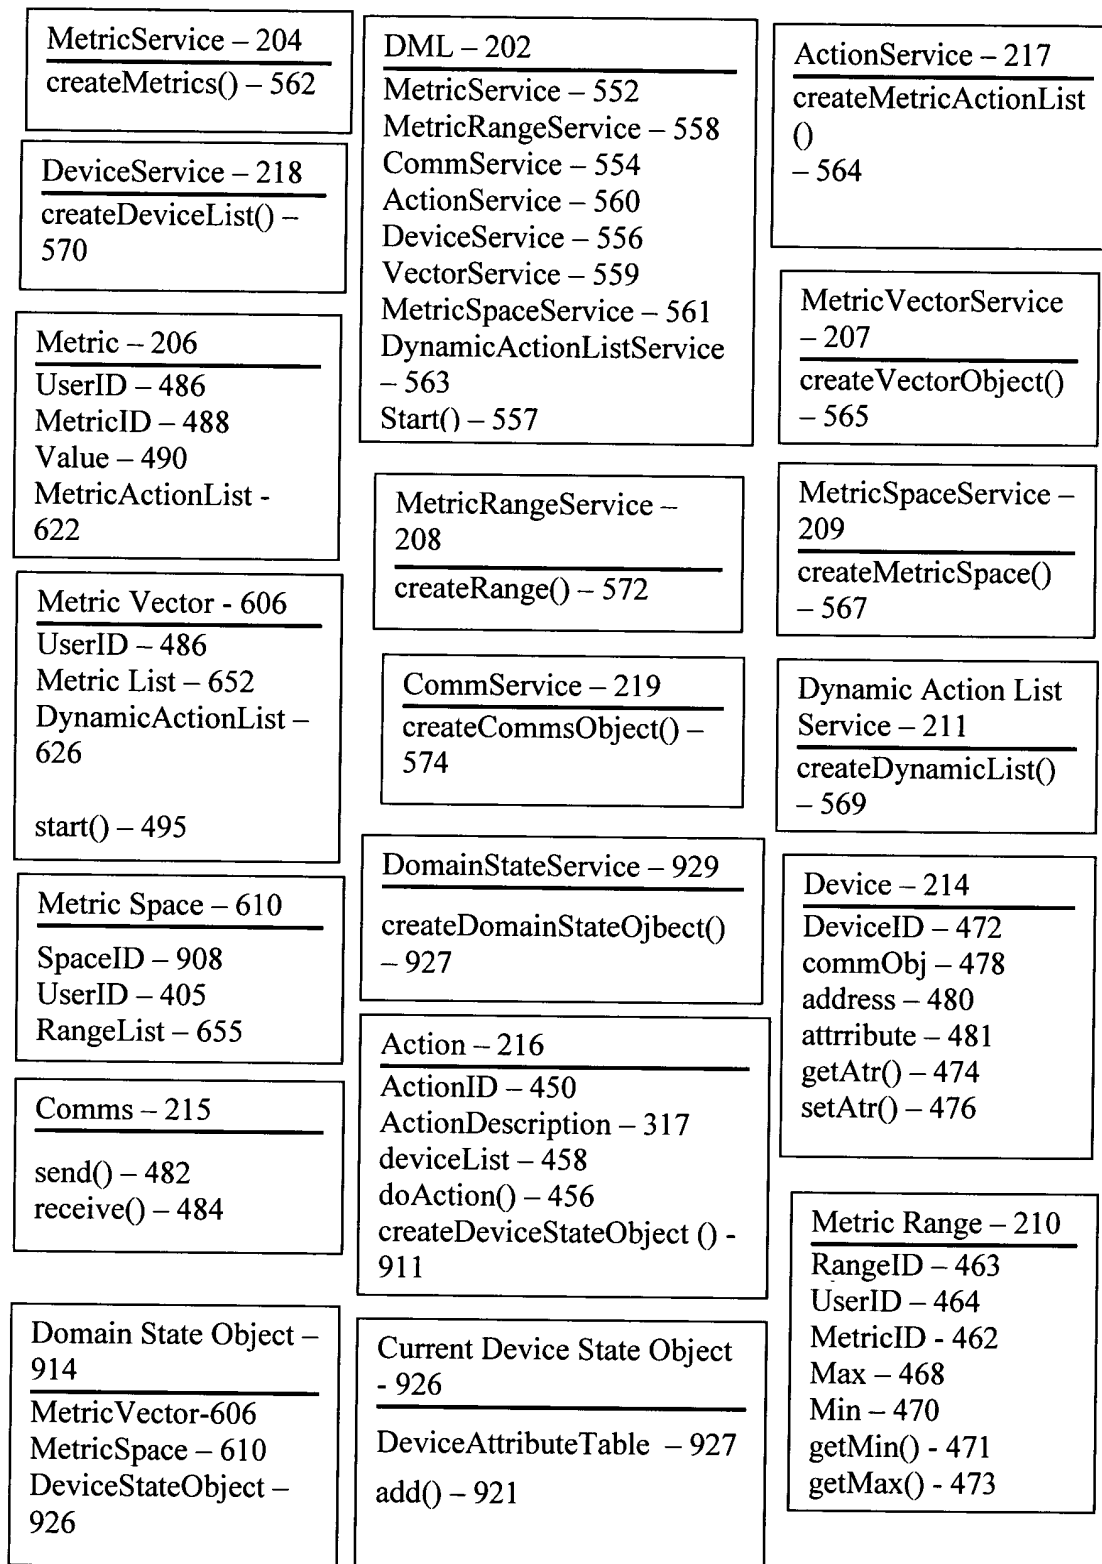 MetricService – 204
createMetrics() – 562
DeviceService – 218
createDeviceList() –
570
Metric – 206
UserID – 486
MetricID – 488
Value – 490
MetricActionList -
622
Metric Vector - 606
UserID – 486
Metric List – 652
DynamicActionList –
626
start() – 495
Metric Space – 610
SpaceID – 908
UserID – 405
RangeList – 655
Comms – 215
send() – 482
receive() – 484
Domain State Object –
914
MetricVector-606
MetricSpace – 610
DeviceStateObject –
926
DML – 202
MetricService – 552
MetricRangeService – 558
CommService – 554
ActionService – 560
DeviceService – 556
VectorService – 559
MetricSpaceService – 561
DynamicActionListService
– 563
Start() – 557
MetricRangeService –
208
createRange() – 572
CommService – 219
createCommsObject() –
574
DomainStateService – 929
createDomainStateOjbect()
– 927
Action – 216
ActionID – 450
ActionDescription – 317
deviceList – 458
doAction() – 456
createDeviceStateObject () -
911
Current Device State Object
- 926
DeviceAttributeTable – 927
add() – 921
ActionService – 217
createMetricActionList
()
– 564
MetricVectorService
– 207
createVectorObject()
– 565
MetricSpaceService –
209
createMetricSpace()
– 567
Dynamic Action List
Service – 211
createDynamicList()
– 569
Device – 214
DeviceID – 472
commObj – 478
address – 480
attrribute – 481
getAtr() – 474
setAtr() – 476
Metric Range – 210
RangeID – 463
UserID – 464
MetricID - 462
Max – 468
Min – 470
getMin() - 471
getMax() - 473